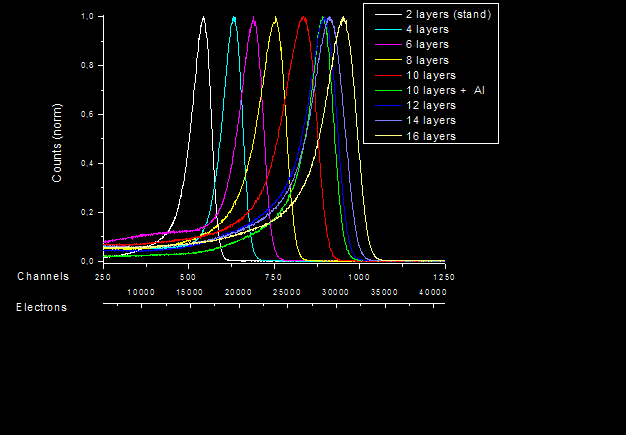 1,0
0,8
0,6
0,4
0,2
0,0
Counts (norm)
2 layers (stand)
4 layers
6 layers
8 layers
10 layers
10 layers + Al
12 layers
14 layers
16 layers
Channels 250 500 750 1000 1250
Electrons 10000 15000 20000 25000 30000 35000 40000